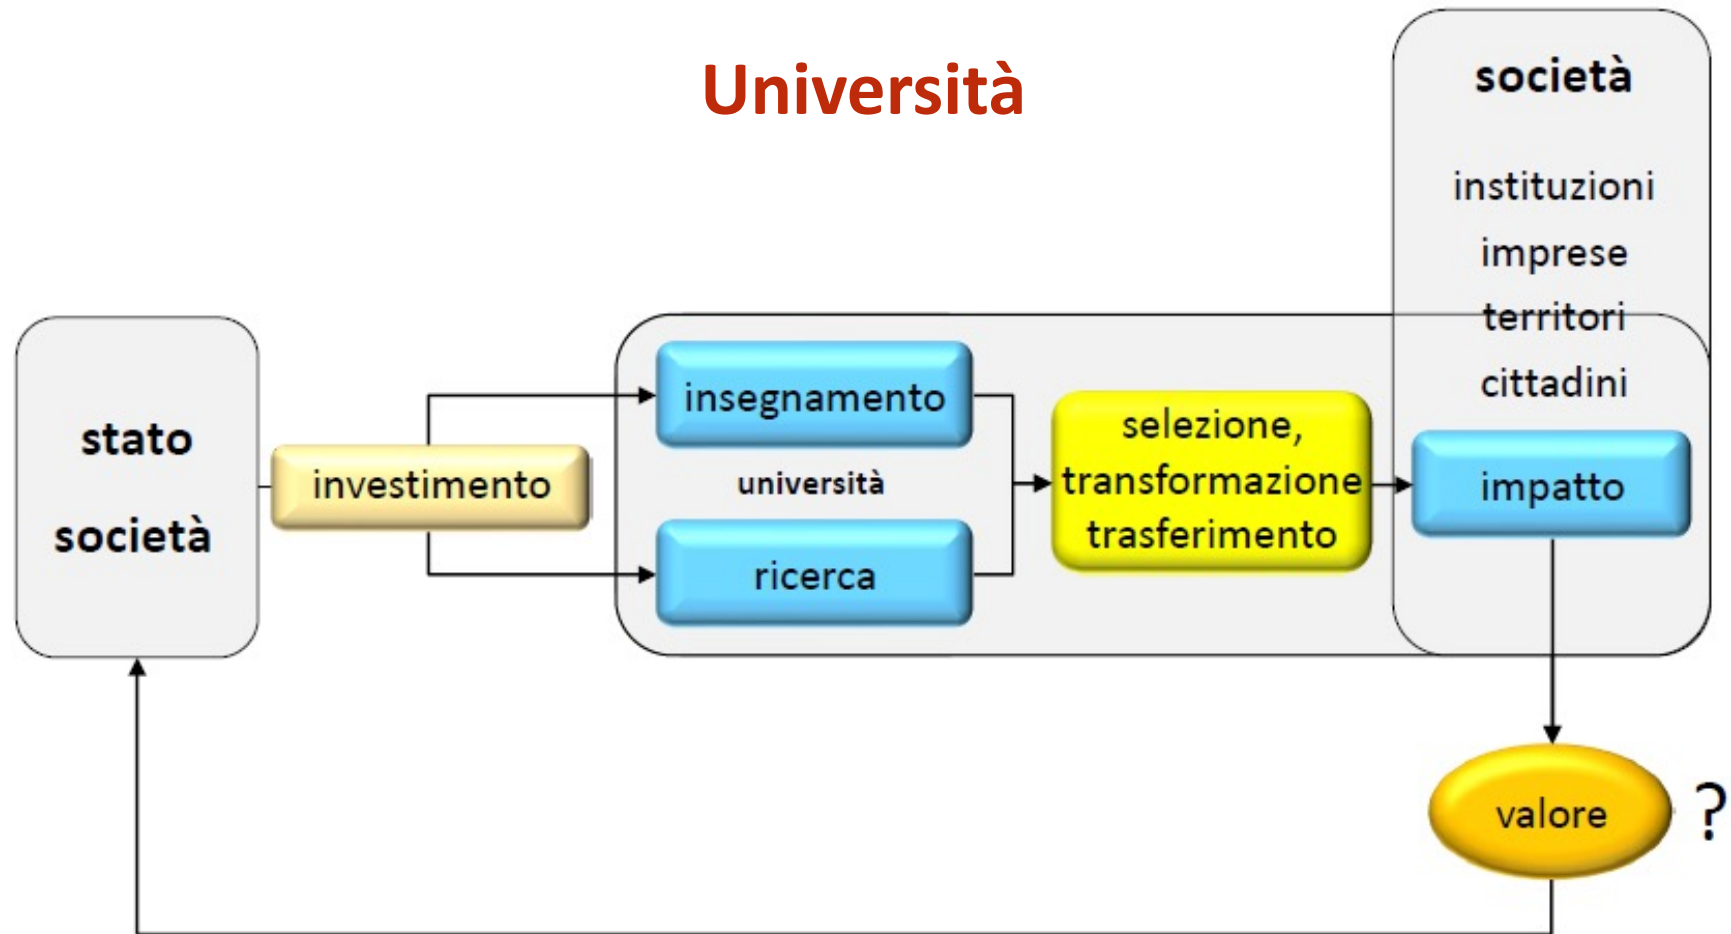 Università
società
instituzioni
imprese
territori
cittadini
stato
società
investimento
insegnamento
università
ricerca
selezione,
transformazione
trasferimento
impatto
valore
?